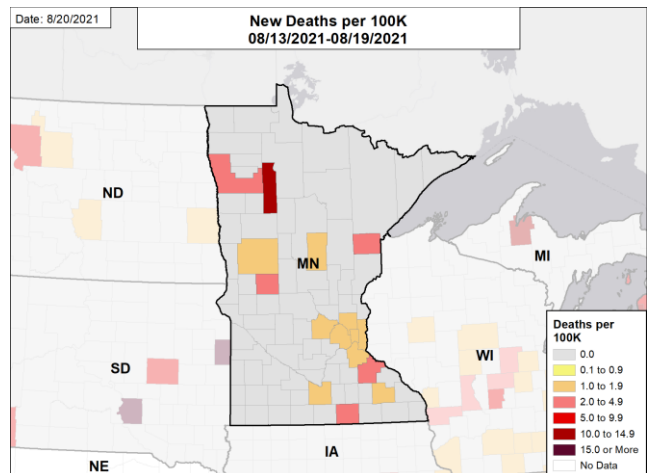 Date: 8/20/2021
New Deaths per 100K
08/13/2021-08/19/2021
ND
MN
MI
SD
WI
NE
IA
Deaths per
100K
0.0
0.1 to 0.9
1.0 to 1.9
2.0 to 4.9
5.0 to 9.9
10.0 to 14.9
15.0 or More
No Data